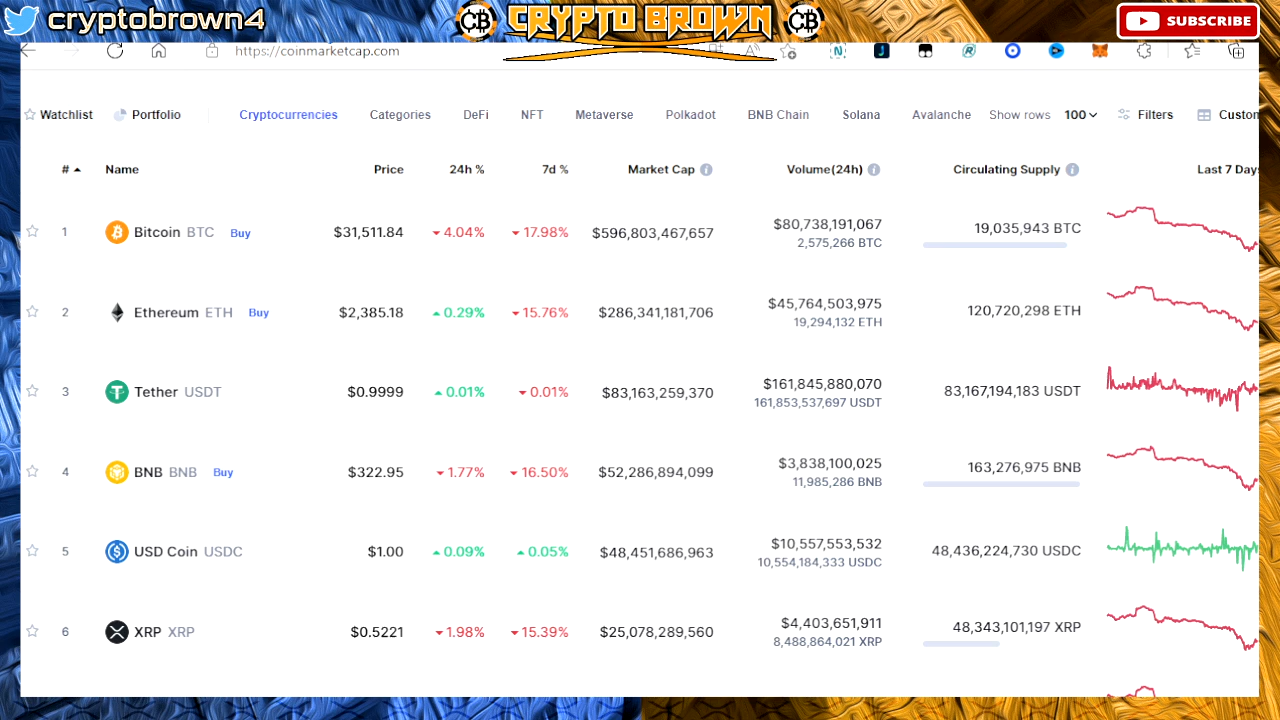 cryptobrown4
CB CRYPTO BROWN CB
SUBSCRIBE
https://coinmarketcap.com
Watchlist Portfolio Cryptocurrencies Categories DeFi NFT Metaverse Polkadot BNB Chain Solana Avalanche Show rows 100 Filters Custom
# Name Price 24h % 7d % Market Cap Volume(24h) Circulating Supply Last 7 Days
1 Bitcoin BTC Buy $31,511.84 4.04% 17.98% $596,803,467,657 $80,738,191,067 19,035,943 BTC
2,575,266 BTC
2 Ethereum ETH Buy $2,385.18 0.29% 15.76% $286,341,181,706 $45,764,503,975 120,720,298 ETH
19,294,132 ETH
3 Tether USDT $0.9999 0.01% 0.01% $83,163,259,370 $161,845,880,070 83,167,194,183 USDT
161,853,537,697 USDT
4 BNB BNB Buy $322.95 1.77% 16.50% $52,286,894,099 $3,838,100,025 163,276,975 BNB
11,985,286 BNB
5 USD Coin USDC $1.00 0.09% 0.05% $48,451,686,963 $10,557,553,532 48,436,224,730 USDC
10,554,184,333 USDC
6 XRP XRP $0.5221 1.98% 15.39% $25,078,289,560 $4,403,651,911 48,343,101,197 XRP
8,488,864,021 XRP